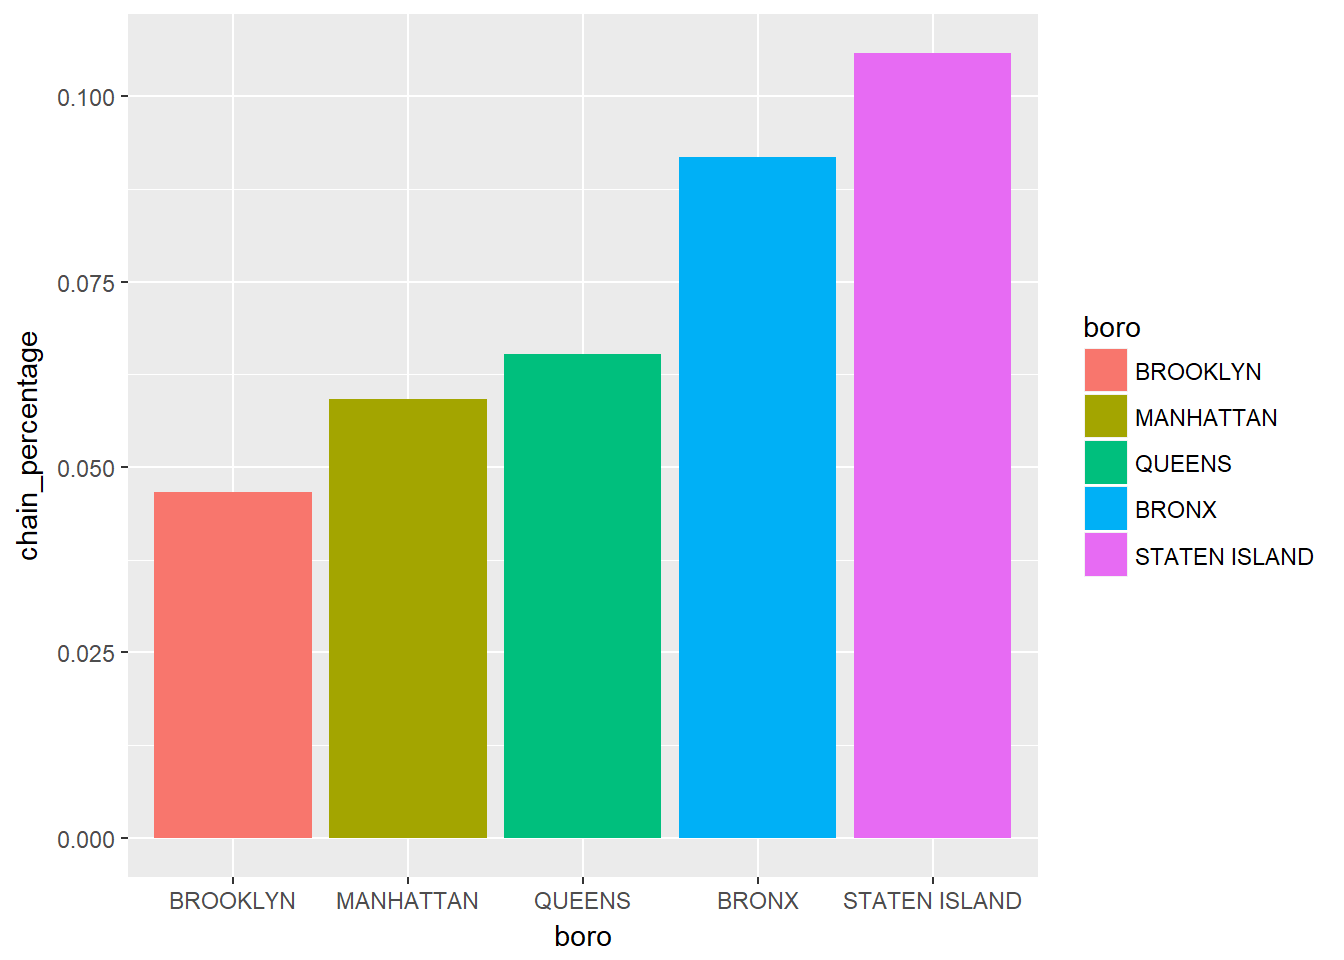 0.100
0.075
0.050
0.025
0.000
chain_percentage
BROOKLYN MANHATTAN QUEENS BRONX STATEN ISLAND
boro
boro
BROOKLYN
MANHATTAN
QUEENS
BRONX
STATEN ISLAND